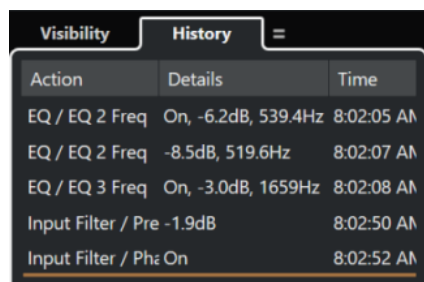 Visibility History =
Action Details Time
EQ / EQ 2 Freq On, -6.2dB, 539.4Hz 8:02:05 AM
EQ / EQ 2 Freq -8.5dB, 519.6Hz 8:02:07 AM
EQ / EQ 3 Freq On, -3.0dB, 1659Hz 8:02:08 AM
Input Filter / Pre -1.9dB 8:02:50 AM
Input Filter / Pha On 8:02:52 AM